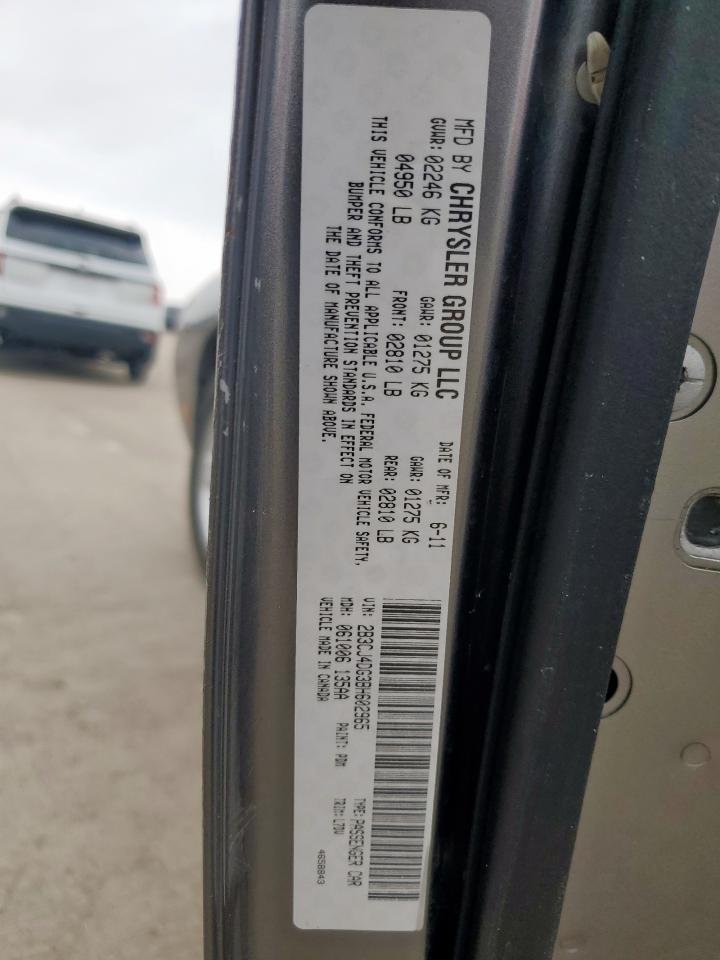 MFD BY CHRYSLER GROUP LLC
DATE OF MFR: 6-11
GVWR: 02246 KG GAWR: 01275 KG GAWR: 01275 KG
04950 LB FRONT: 02810 LB REAR: 02810 LB
THIS VEHICLE CONFORMS TO ALL APPLICABLE U.S.A. FEDERAL MOTOR VEHICLE SAFETY,
BUMPER AND THEFT PREVENTION STANDARDS IN EFFECT ON
THE DATE OF MANUFACTURE SHOWN ABOVE.
VIN: 2B3CJ4DG3BH602965 TYPE: PASSENGER CAR
MDH: 061006 135AA PAINT: PDM TRIM: L7DV
VEHICLE MADE IN CANADA 4658843